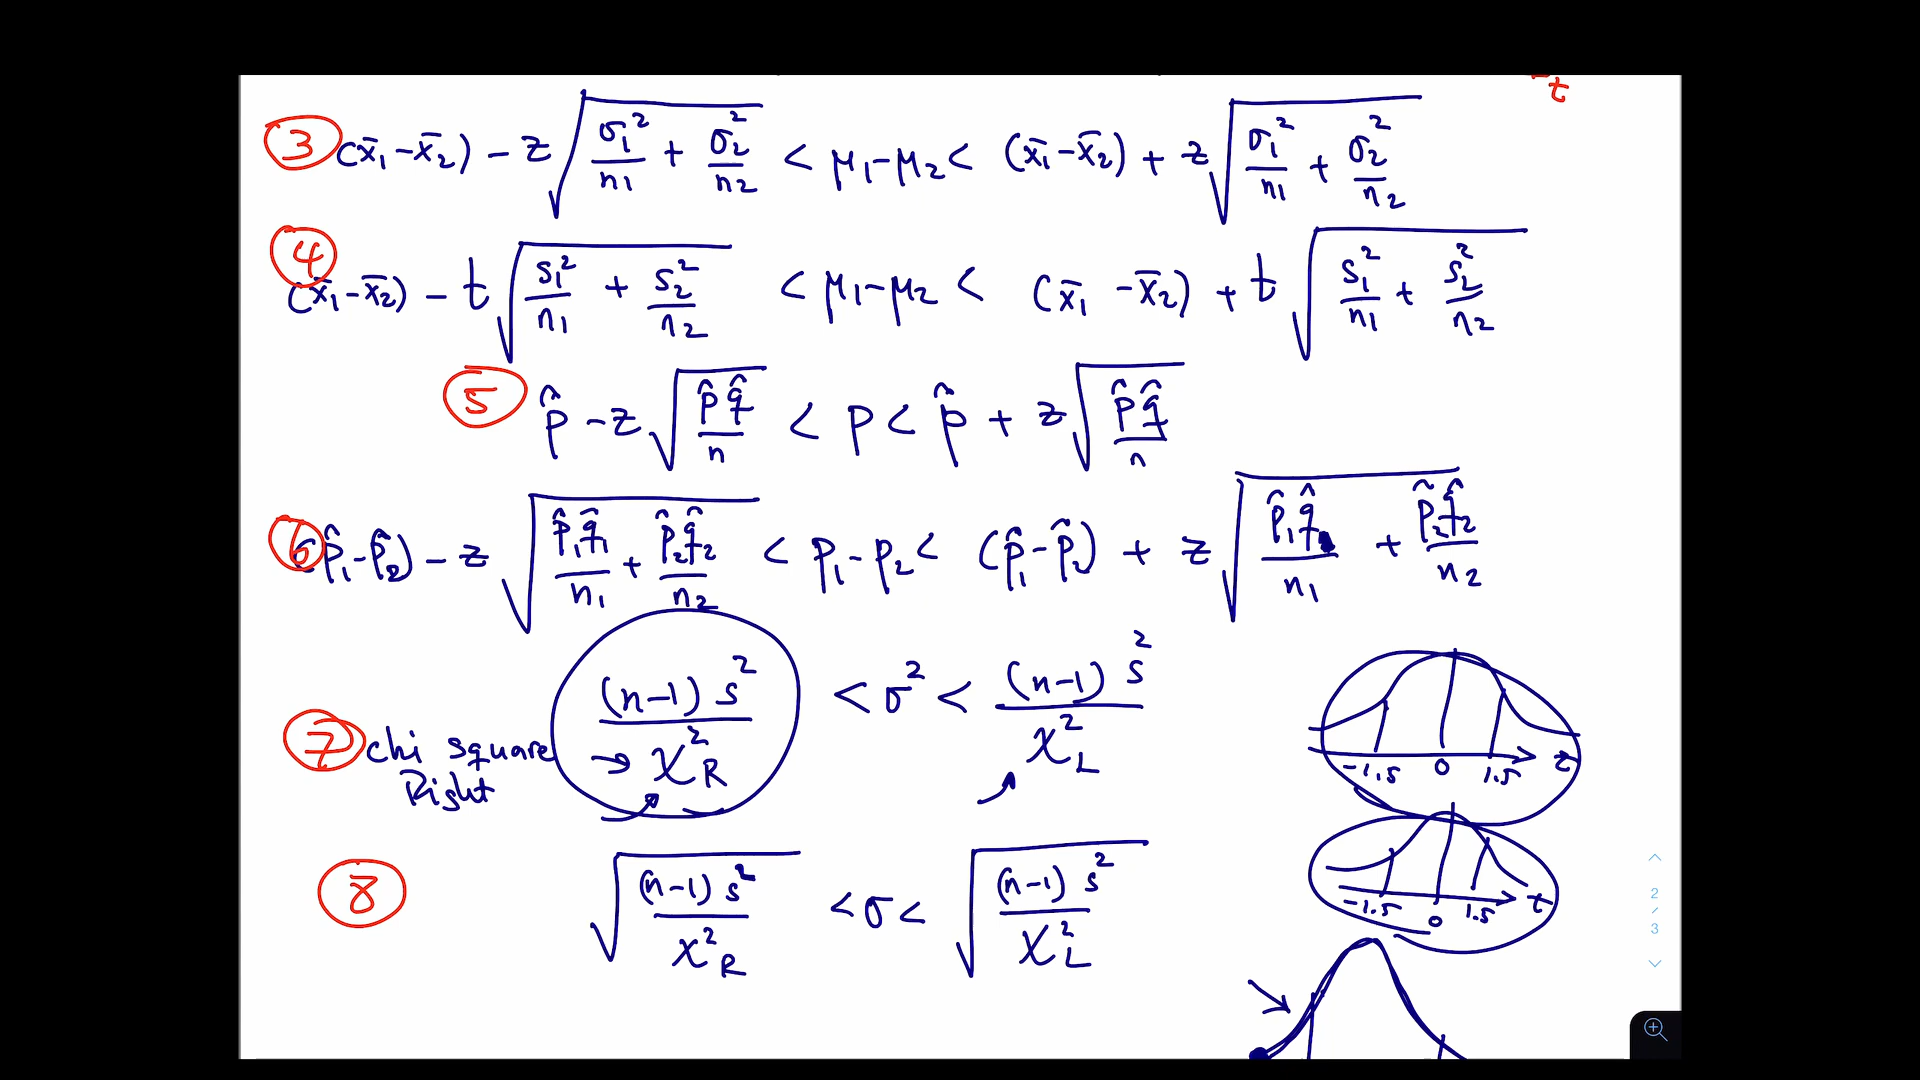 -t
③ (x̄₁-x̄₂) - z√(σ₁²/n₁ + σ₂²/n₂) < μ₁-μ₂ < (x̄₁-x̄₂) + z√(σ₁²/n₁ + σ₂²/n₂)
④ (x̄₁-x̄₂) - t√(s₁²/n₁ + s₂²/n₂) < μ₁-μ₂ < (x̄₁-x̄₂) + t√(s₁²/n₁ + s₂²/n₂)
⑤ p̂ - z√(p̂q̂/n) < p < p̂ + z√(p̂q̂/n)
⑥ (p̂₁-p̂₂) - z√(p̂₁q̂₁/n₁ + p̂₂q̂₂/n₂) < p₁-p₂ < (p̂₁-p̂₂) + z√(p̂₁q̂₁/n₁ + p̂₂q̂₂/n₂)
⑦ (n-1) s²/χ²R < σ² < (n-1) s²/χ²L
chi square
Right
-1.5 0 1.5 z
⑧ √((n-1) s²/χ²R) < σ < √((n-1) s²/χ²L)
-1.5 0 1.5 t
2/3